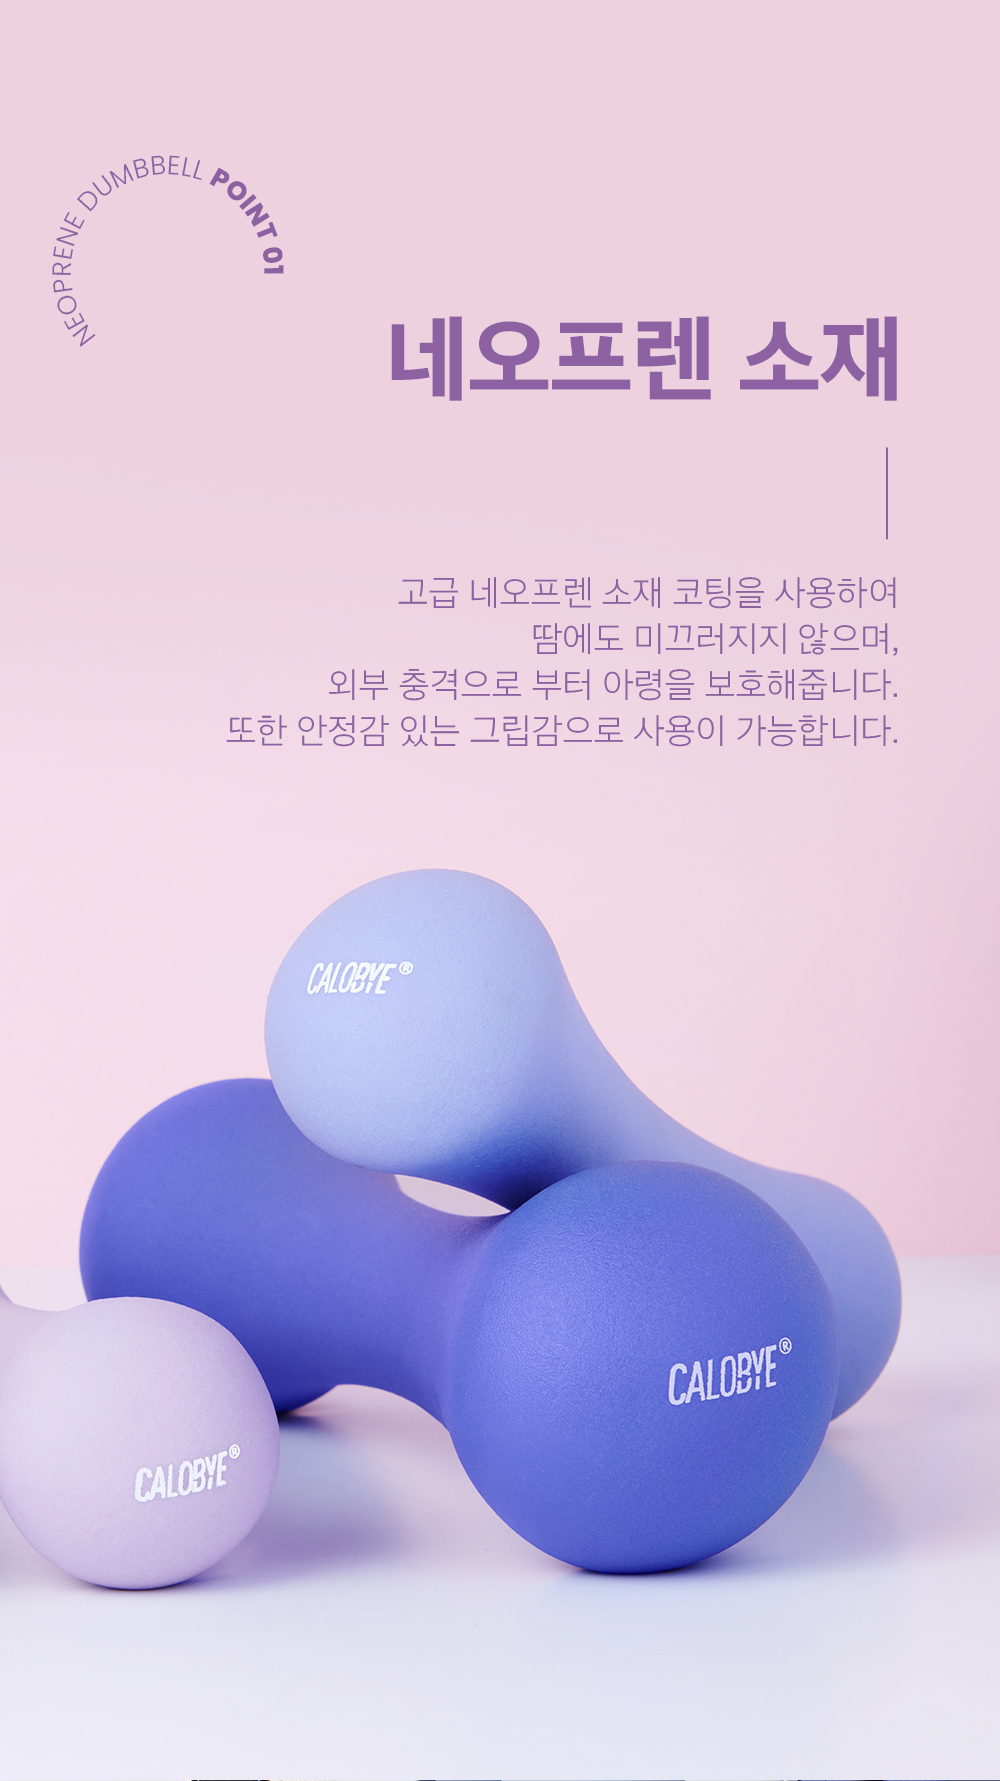 NEOPRENE DUMBBELL POINT 01
네오프렌 소재
고급 네오프렌 소재 코팅을 사용하여
땀에도 미끄러지지 않으며,
외부 충격으로 부터 아령을 보호해줍니다.
또한 안정감 있는 그립감으로 사용이 가능합니다.
CALOBYE®
CALOBYE®
CALOBYE®